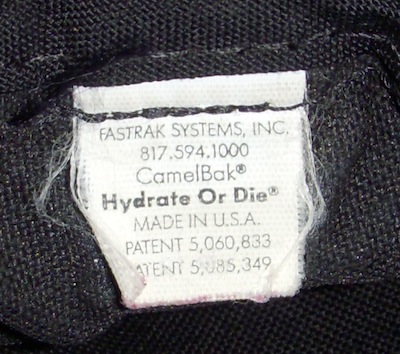 FASTRAK SYSTEMS, INC.
817.594.1000
CamelBak®
Hydrate Or Die®
MADE IN U.S.A.
PATENT 5,060,833
ATENT 5,085,349